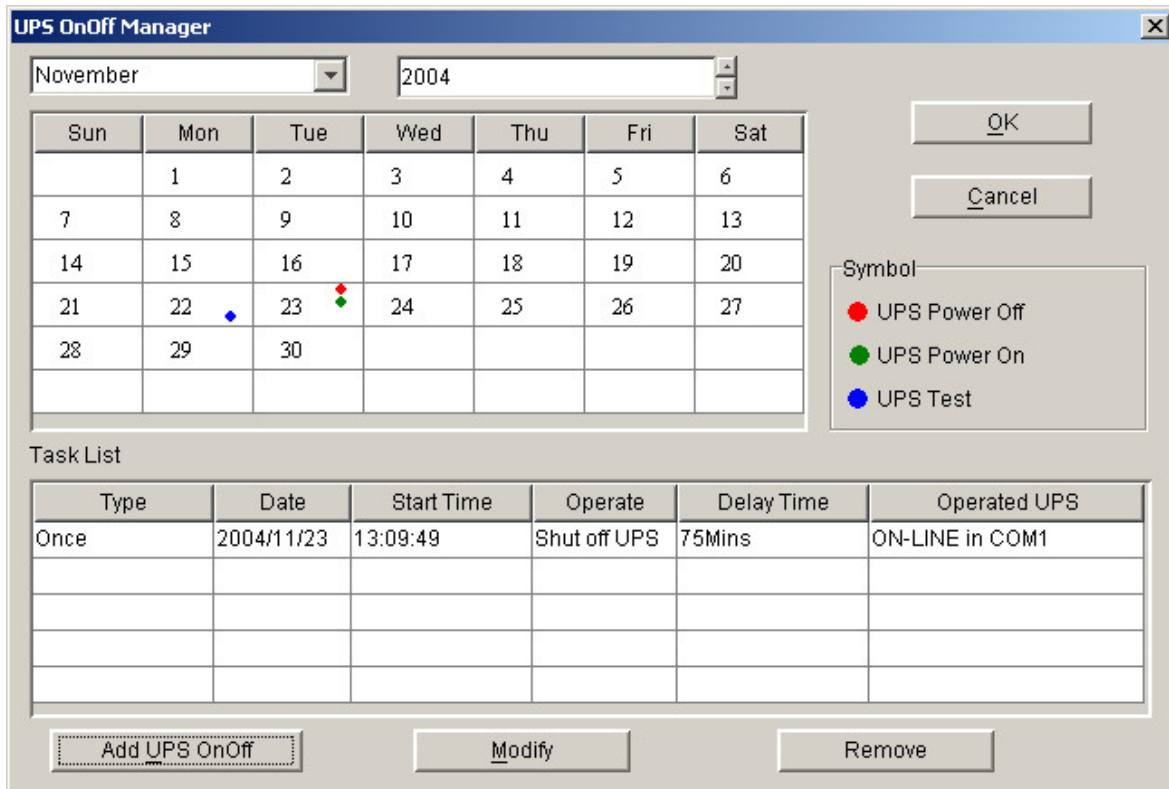 UPS OnOff Manager
November 2004
OK
Sun Mon Tue Wed Thu Fri Sat
1 2 3 4 5 6
Cancel
7 8 9 10 11 12 13
14 15 16 17 18 19 20
Symbol
21 22 23 24 25 26 27
UPS Power Off
28 29 30
UPS Power On
UPS Test
Task List
Type Date Start Time Operate Delay Time Operated UPS
Once 2004/11/23 13:09:49 Shut off UPS 75Mins ON-LINE in COM1
Add UPS OnOff Modify Remove